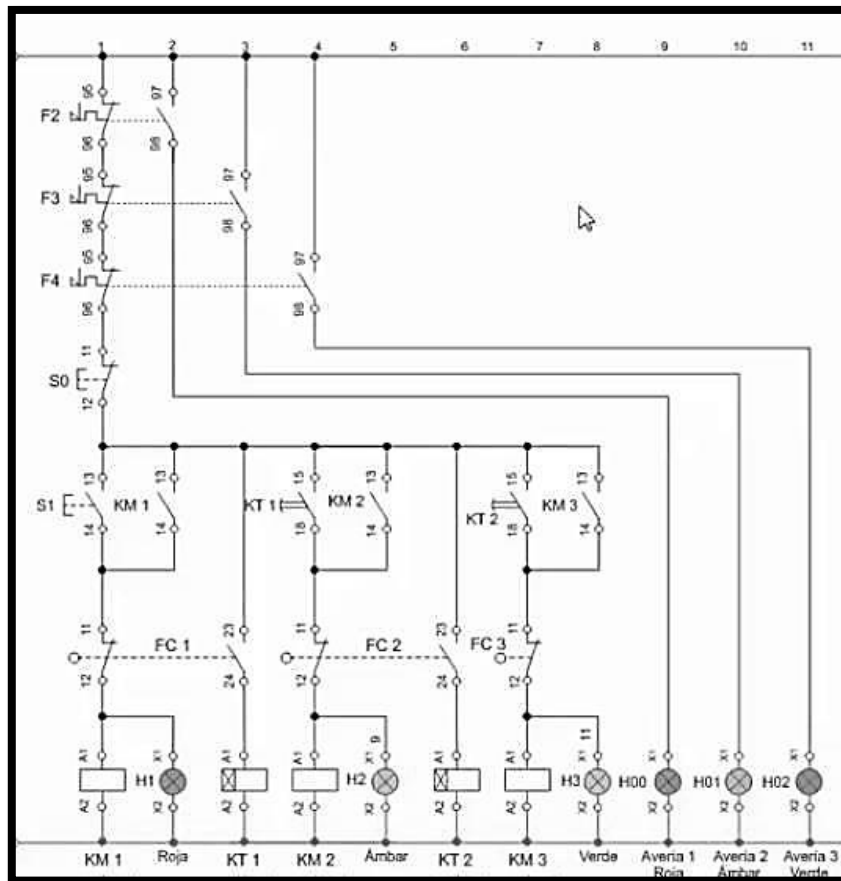 1 2 3 4 5 6 7 8 9 10 11
95 97
F2
96 98
95 97
F3
96 98
95 97
F4
96 98
11
S0
12
13 13 15 13 15 13
S1 KM 1 KT 1 KM 2 KT 2 KM 3
14 14 18 14 18 14
11 23 11 23 11
FC 1 FC 2 FC 3
12 24 12 24 12
9 11
A1 X1 A1 A1 X1 A1 A1 X1 X1 X1 X1
H1 H2 H3 H00 H01 H02
A2 X2 A2 A2 X2 A2 A2 X2 X2 X2 X2
KM 1 Roja KT 1 KM 2 Ámbar KT 2 KM 3 Verde Avería 1 Avería 2 Avería 3
Roja Ámbar Verde